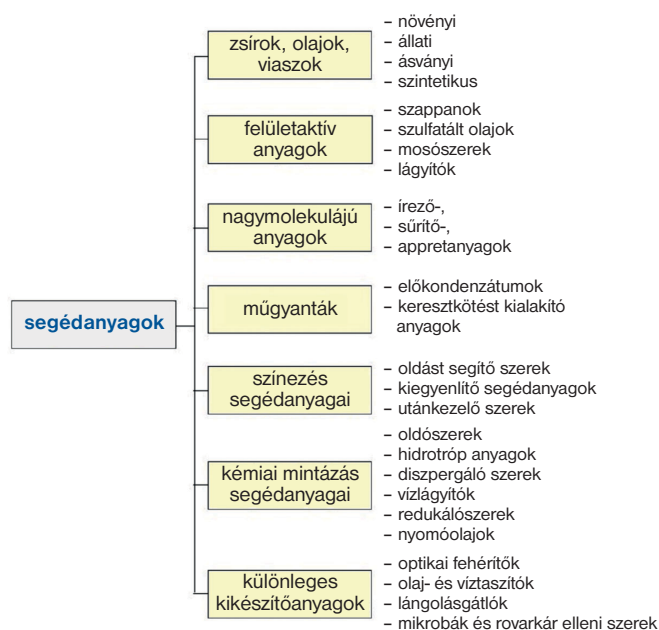 zsírok, olajok,
viaszok
– növényi
– állati
– ásványi
– szintetikus
felületaktív
anyagok
– szappanok
– szulfatált olajok
– mosószerek
– lágyítók
nagymolekulájú
anyagok
– írező-,
– sűrítő-,
– appretanyagok
segédanyagok
műgyanták
– előkondenzátumok
– keresztkötést kialakító
anyagok
színezés
segédanyagai
– oldást segítő szerek
– kiegyenlítő segédanyagok
– utánkezelő szerek
kémiai mintázás
segédanyagai
– oldószerek
– hidrotróp anyagok
– diszpergáló szerek
– vízlágyítók
– redukálószerek
– nyomóolajok
különleges
kikészítőanyagok
– optikai fehérítők
– olaj- és víztaszítók
– lángolásgátlók
– mikrobák és rovarkár elleni szerek